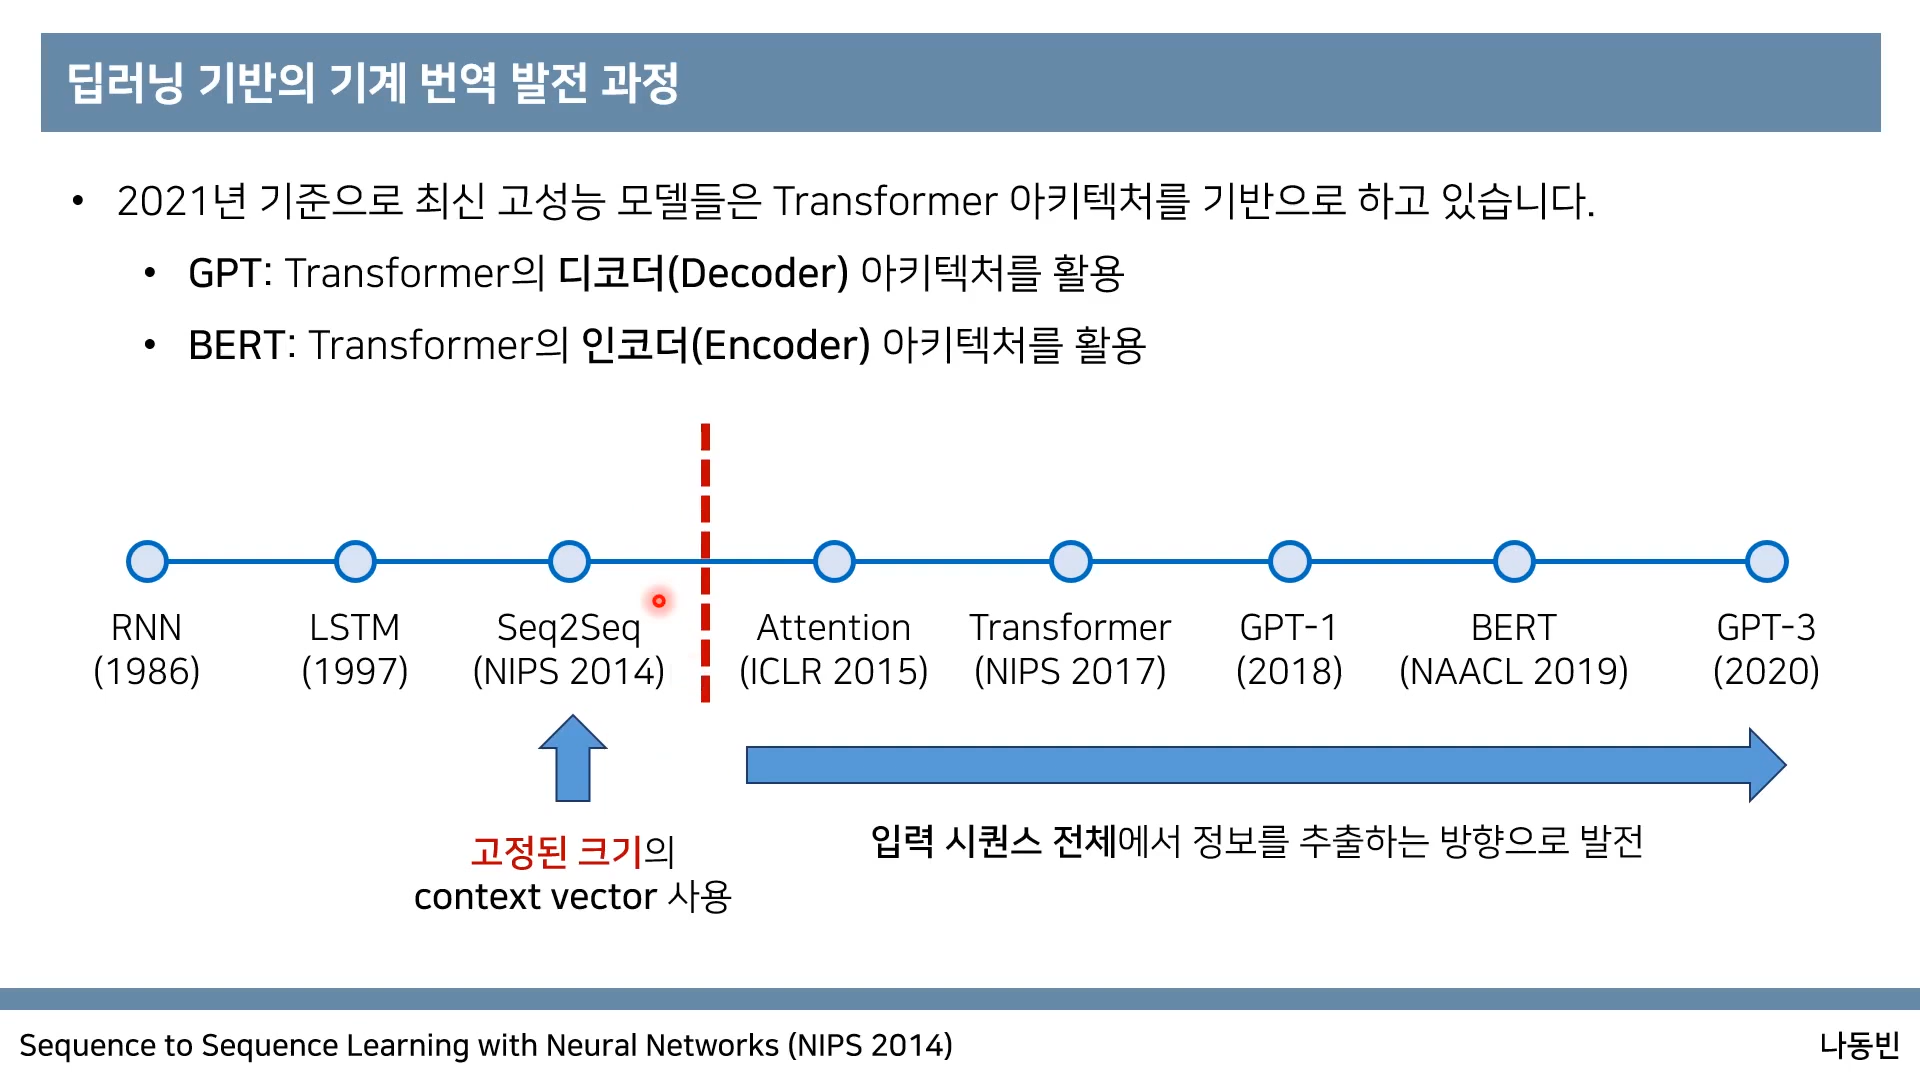 딥러닝 기반의 기계 번역 발전 과정
• 2021년 기준으로 최신 고성능 모델들은 Transformer 아키텍처를 기반으로 하고 있습니다.
• GPT: Transformer의 디코더(Decoder) 아키텍처를 활용
• BERT: Transformer의 인코더(Encoder) 아키텍처를 활용
RNN
(1986)
LSTM
(1997)
Seq2Seq
(NIPS 2014)
Attention
(ICLR 2015)
Transformer
(NIPS 2017)
GPT-1
(2018)
BERT
(NAACL 2019)
GPT-3
(2020)
고정된 크기의
context vector 사용
입력 시퀀스 전체에서 정보를 추출하는 방향으로 발전
Sequence to Sequence Learning with Neural Networks (NIPS 2014)
나동빈